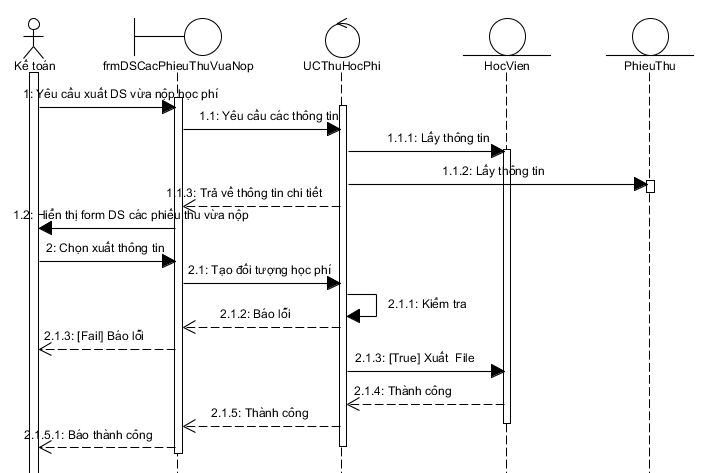 Kế toán
frmDSCacPhieuThuVuaNop
UCThuHocPhi
HocVien
PhieuThu
1: Yêu cầu xuất DS vừa nộp học phí
1.1: Yêu cầu các thông tin
1.1.1: Lấy thông tin
1.1.2: Lấy thông tin
1.1.3: Trả về thông tin chi tiết
1.2: Hiển thị form DS các phiếu thu vừa nộp
2: Chọn xuất thông tin
2.1: Tạo đối tượng học phí
2.1.1: Kiểm tra
2.1.2: Báo lỗi
2.1.3: [Fail] Báo lỗi
2.1.3: [True] Xuất File
2.1.4: Thành công
2.1.5: Thành công
2.1.5.1: Báo thành công